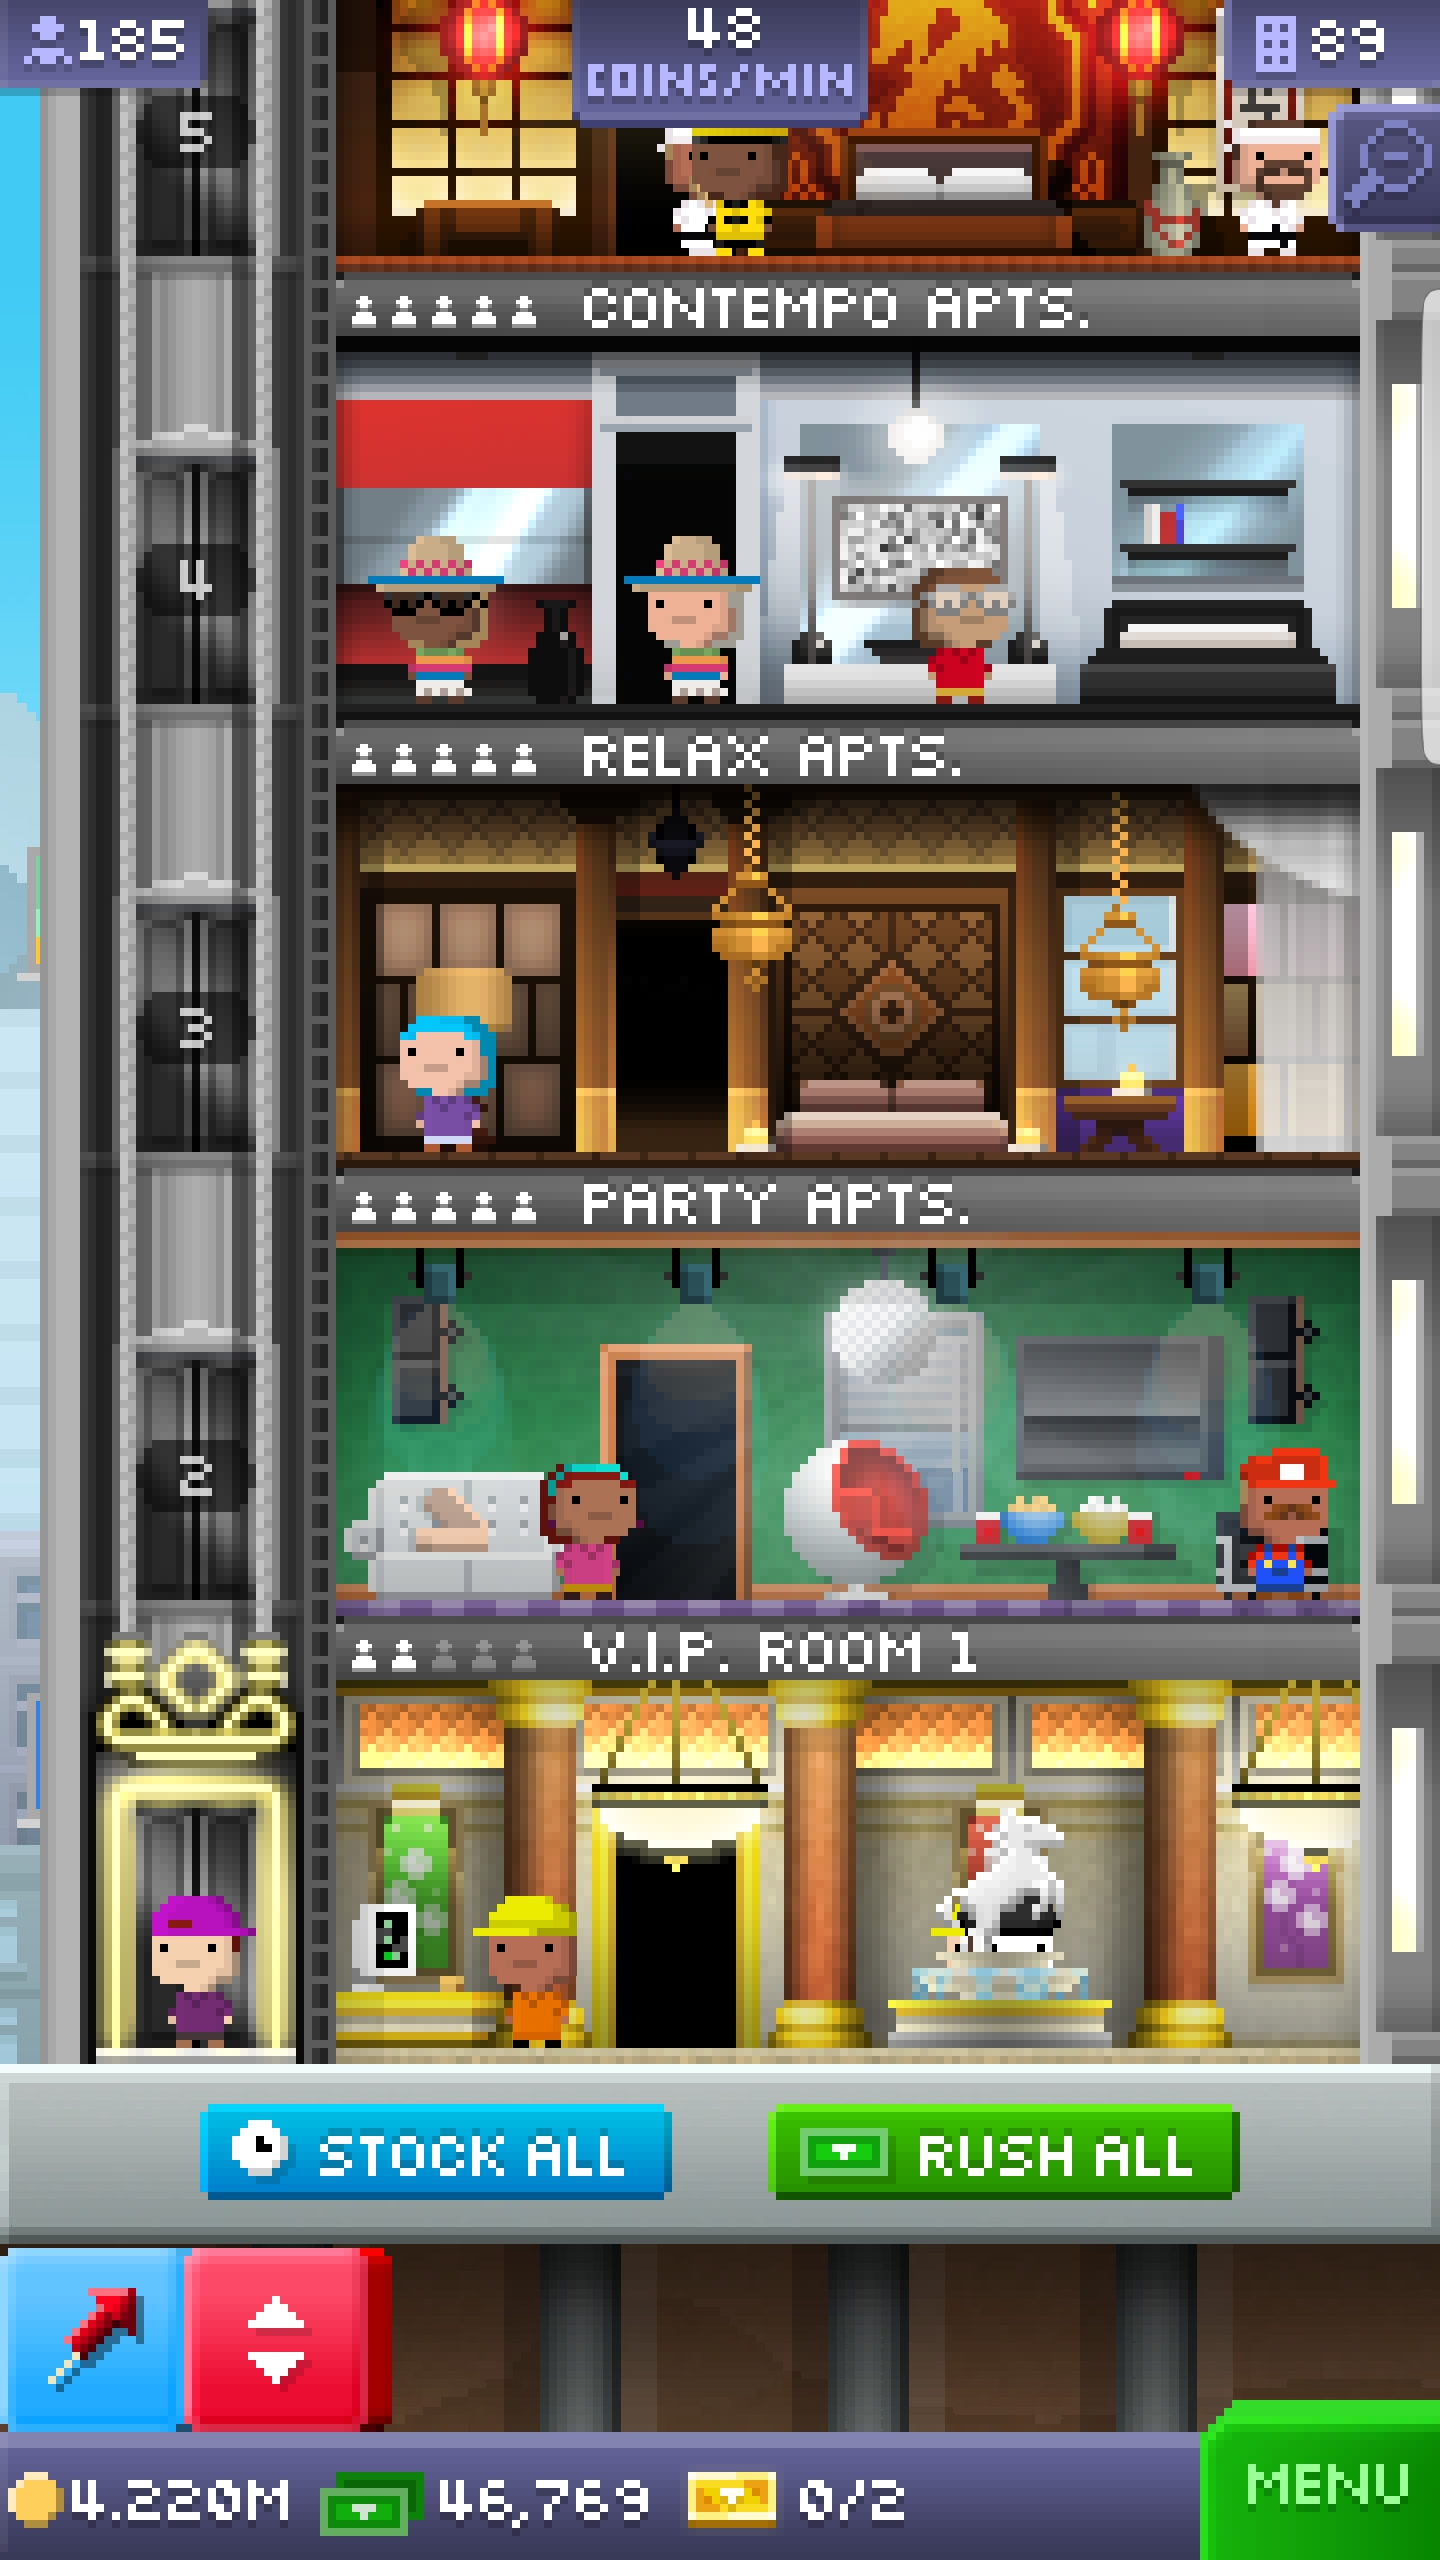 185
48
COINS/MIN
89
5
CONTEMPO APTS.
4
RELAX APTS.
3
PARTY APTS.
2
V.I.P. ROOM 1
STOCK ALL
RUSH ALL
4.220M
46,769
0/2
MENU